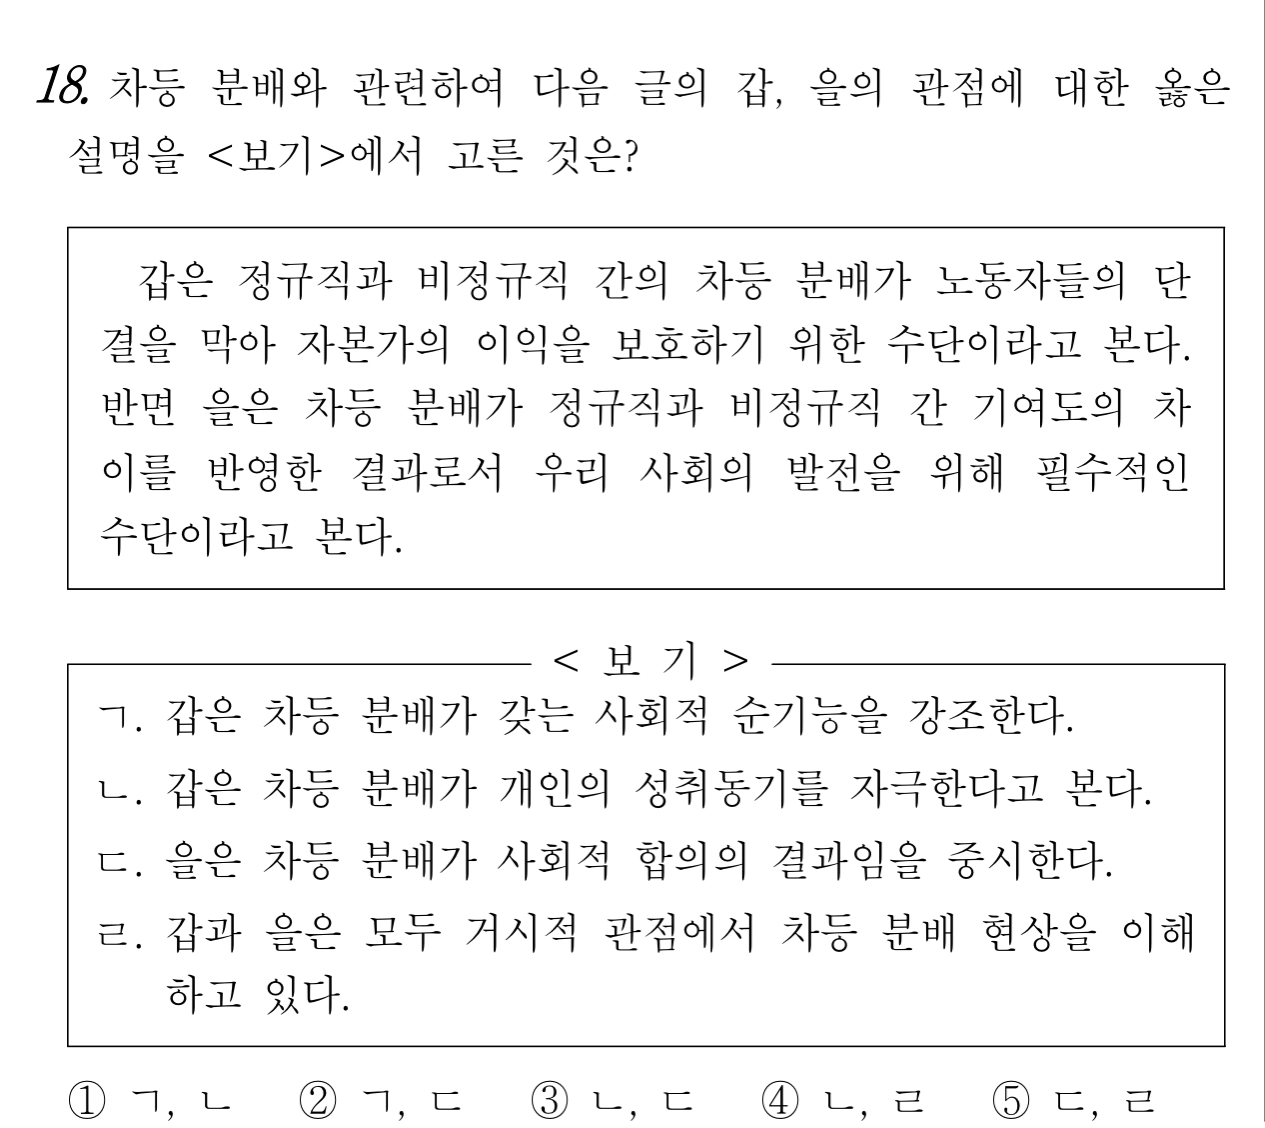 18. 차등 분배와 관련하여 다음 글의 갑, 을의 관점에 대한 옳은
설명을 <보기>에서 고른 것은?
갑은 정규직과 비정규직 간의 차등 분배가 노동자들의 단
결을 막아 자본가의 이익을 보호하기 위한 수단이라고 본다.
반면 을은 차등 분배가 정규직과 비정규직 간 기여도의 차
이를 반영한 결과로서 우리 사회의 발전을 위해 필수적인
수단이라고 본다.
< 보 기 >
ㄱ. 갑은 차등 분배가 갖는 사회적 순기능을 강조한다.
ㄴ. 갑은 차등 분배가 개인의 성취동기를 자극한다고 본다.
ㄷ. 을은 차등 분배가 사회적 합의의 결과임을 중시한다.
ㄹ. 갑과 을은 모두 거시적 관점에서 차등 분배 현상을 이해
하고 있다.
① ㄱ, ㄴ ② ㄱ, ㄷ ③ ㄴ, ㄷ ④ ㄴ, ㄹ ⑤ ㄷ, ㄹ